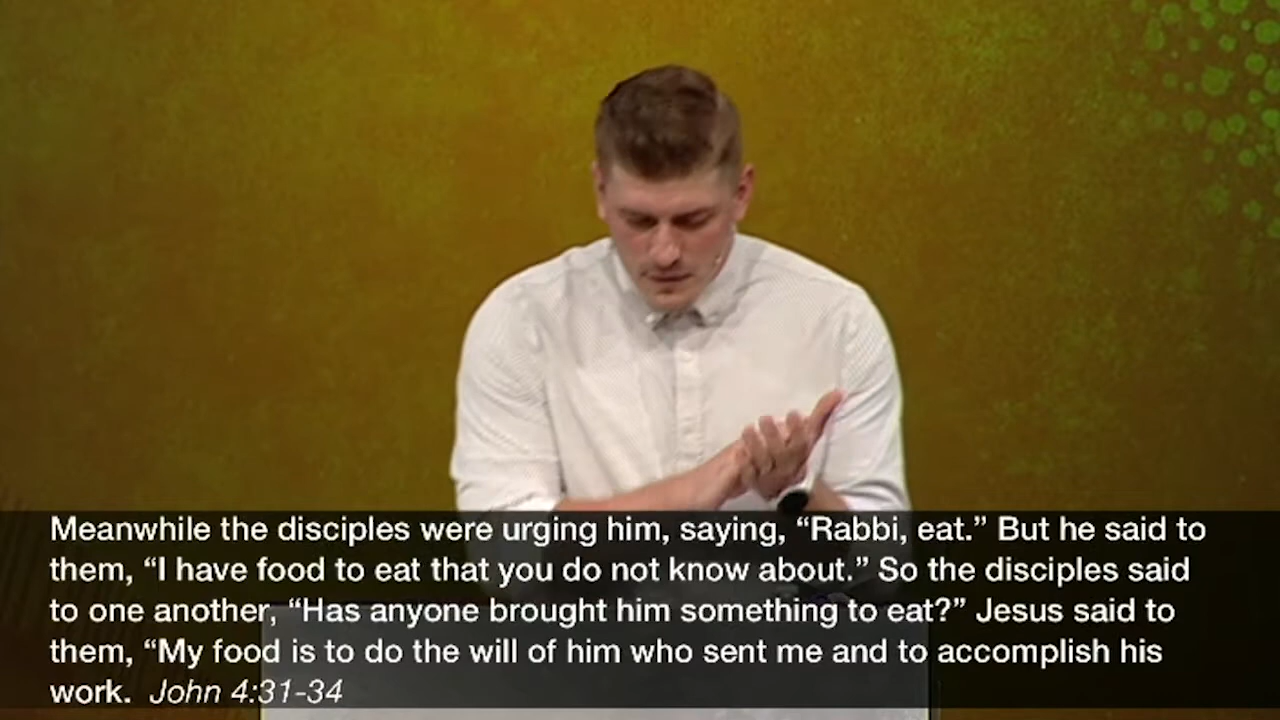 Meanwhile the disciples were urging him, saying, “Rabbi, eat.” But he said to
them, “I have food to eat that you do not know about.” So the disciples said
to one another, “Has anyone brought him something to eat?” Jesus said to
them, “My food is to do the will of him who sent me and to accomplish his
work. John 4:31-34